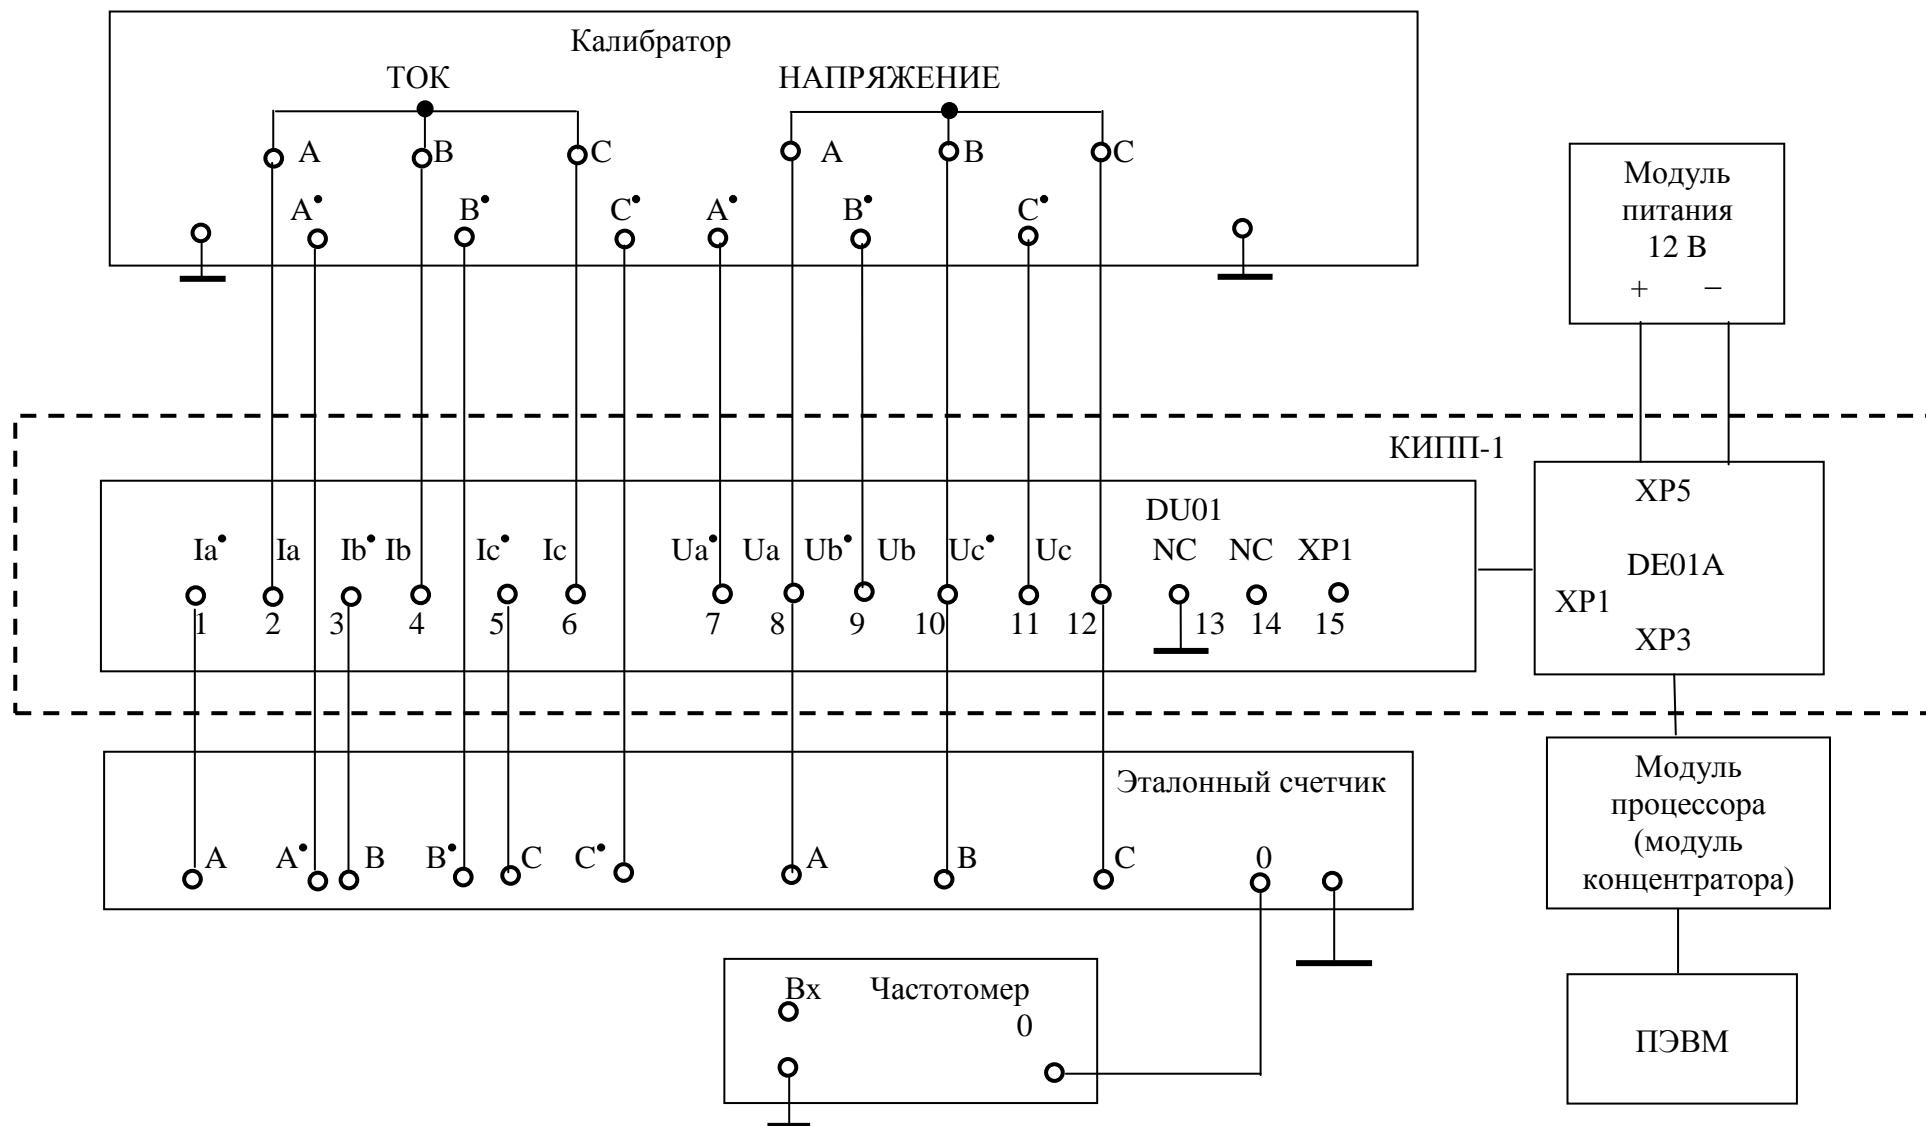 Калибратор
ТОК НАПРЯЖЕНИЕ
A B C A B C
A• B• C• A• B• C•
Модуль
питания
12 В
+ −
КИПП-1
DU01
Ia• Ia Ib• Ib Ic• Ic Ua• Ua Ub• Ub Uc• Uc NC NC XP1
1 2 3 4 5 6 7 8 9 10 11 12 13 14 15
XP5
DE01A
XP1
XP3
Эталонный счетчик
A A• B B• C C• A B C 0
Модуль
процессора
(модуль
концентратора)
Вх Частотомер
0
ПЭВМ